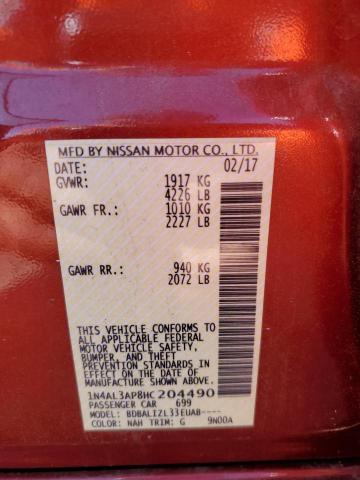 MFD BY NISSAN MOTOR CO., LTD.
DATE: 02/17
GVWR: 1917 KG
4226 LB
GAWR FR.: 1010 KG
2227 LB
GAWR RR.: 940 KG
2072 LB
THIS VEHICLE CONFORMS TO
ALL APPLICABLE FEDERAL
MOTOR VEHICLE SAFETY,
BUMPER, AND THEFT
PREVENTION STANDARDS IN
EFFECT ON THE DATE OF
MANUFACTURE SHOWN ABOVE.
1N4AL3AP8HC204490
PASSENGER CAR 699
MODEL: BDBALIZL33EUAB----
COLOR: NAH TRIM: G 9N00A